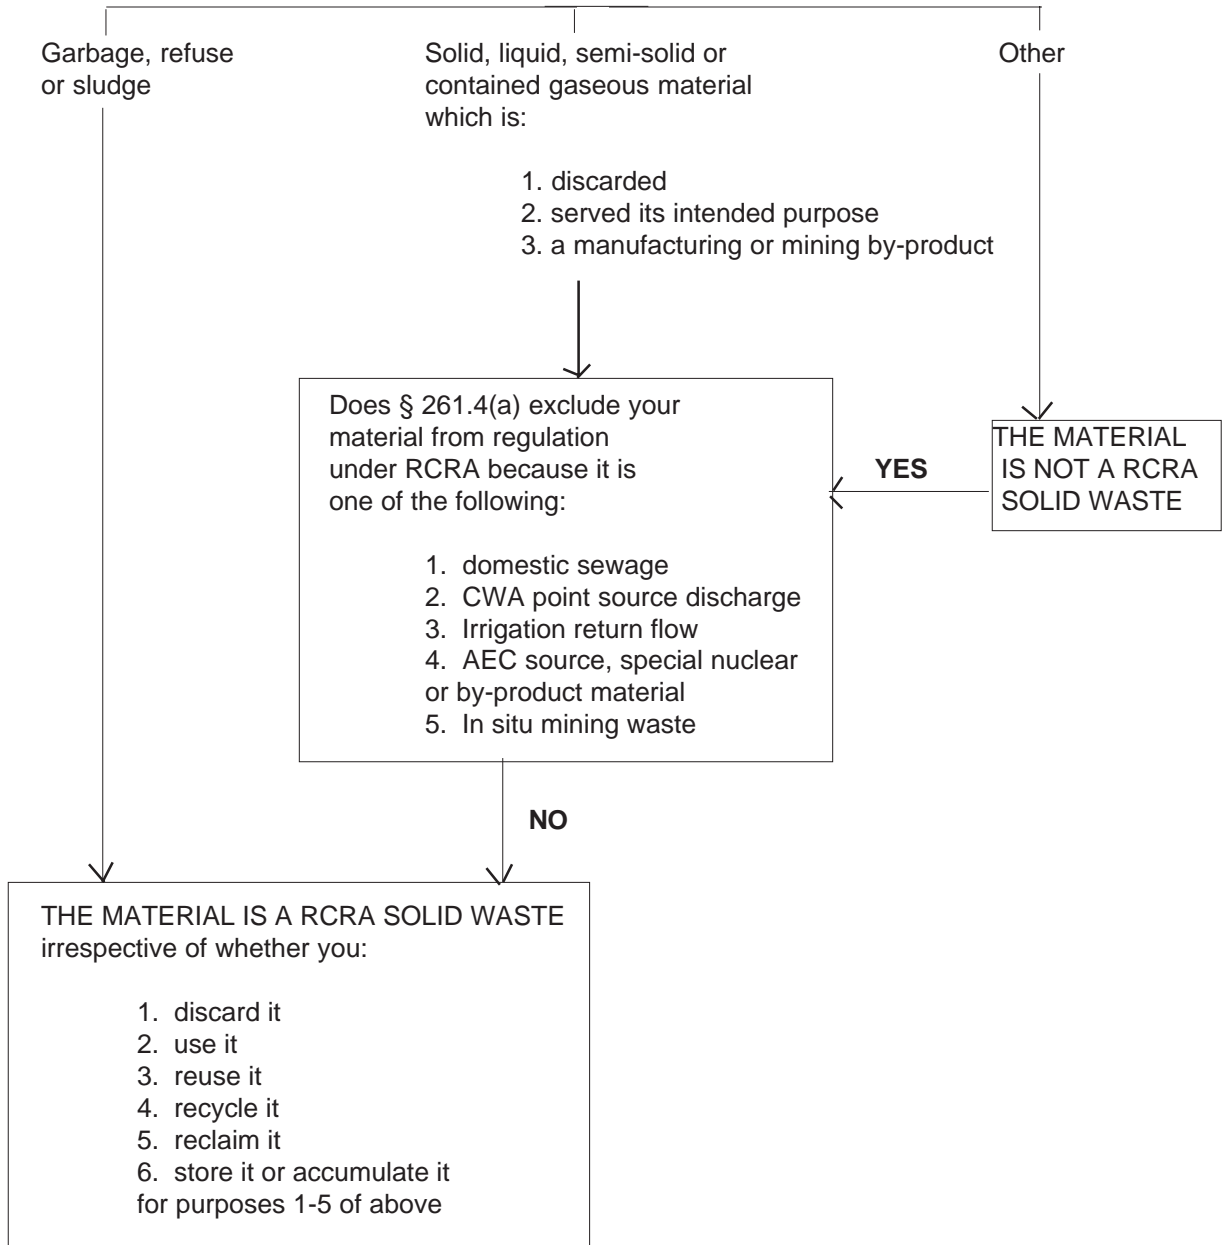 Garbage, refuse
or sludge
Solid, liquid, semi-solid or
contained gaseous material
which is:
1. discarded
2. served its intended purpose
3. a manufacturing or mining by-product
Other
Does § 261.4(a) exclude your
material from regulation
under RCRA because it is
one of the following:
1. domestic sewage
2. CWA point source discharge
3. Irrigation return flow
4. AEC source, special nuclear
or by-product material
5. In situ mining waste
YES
THE MATERIAL
IS NOT A RCRA
SOLID WASTE
NO
THE MATERIAL IS A RCRA SOLID WASTE
irrespective of whether you:
1. discard it
2. use it
3. reuse it
4. recycle it
5. reclaim it
6. store it or accumulate it
for purposes 1-5 of above